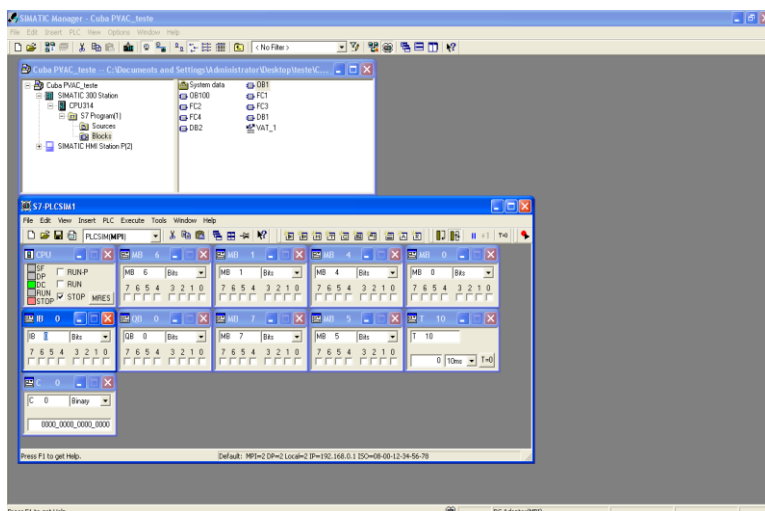 SIMATIC Manager - Cuba PVAC_teste
File Edit Insert PLC View Options Window Help
< No Filter >
Cuba PVAC_teste -- C:\Documents and Settings\Administrator\Desktop\teste\C...
Cuba PVAC_teste
SIMATIC 300 Station
CPU314
S7 Program(1)
Sources
Blocks
SIMATIC HMI Station P(2)
System data OB1
OB100 FC1
FC2 FC3
FC4 DB1
DB2 VAT_1
S7-PLCSIM1
File Edit View Insert PLC Execute Tools Window Help
PLCSIM(MPI) T=0
CPU MB 6 MB 1 MB 4 MB 0
SF
DP
DC
RUN
STOP
RUN-P
RUN
STOP MRES
MB 6 Bits MB 1 Bits MB 4 Bits MB 0 Bits
7 6 5 4 3 2 1 0 7 6 5 4 3 2 1 0 7 6 5 4 3 2 1 0 7 6 5 4 3 2 1 0
IB 0 QB 0 MB 7 MB 5 T 10
IB 0 Bits QB 0 Bits MB 7 Bits MB 5 Bits T 10
7 6 5 4 3 2 1 0 7 6 5 4 3 2 1 0 7 6 5 4 3 2 1 0 7 6 5 4 3 2 1 0
0 10ms T=0
C 0
C 0 Binary
0000_0000_0000_0000
Press F1 to get Help. Default: MPI=2 DP=2 Local=2 IP=192.168.0.1 ISO=08-00-12-34-56-78
Press F1 to get Help.